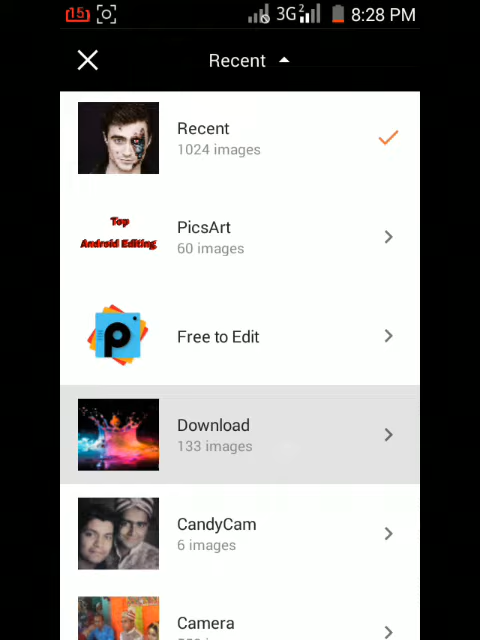 15
3G 2 8:28 PM
Recent
Recent
1024 images
Top
Android Editing
PicsArt
60 images
p
Free to Edit
Download
133 images
CandyCam
6 images
Camera